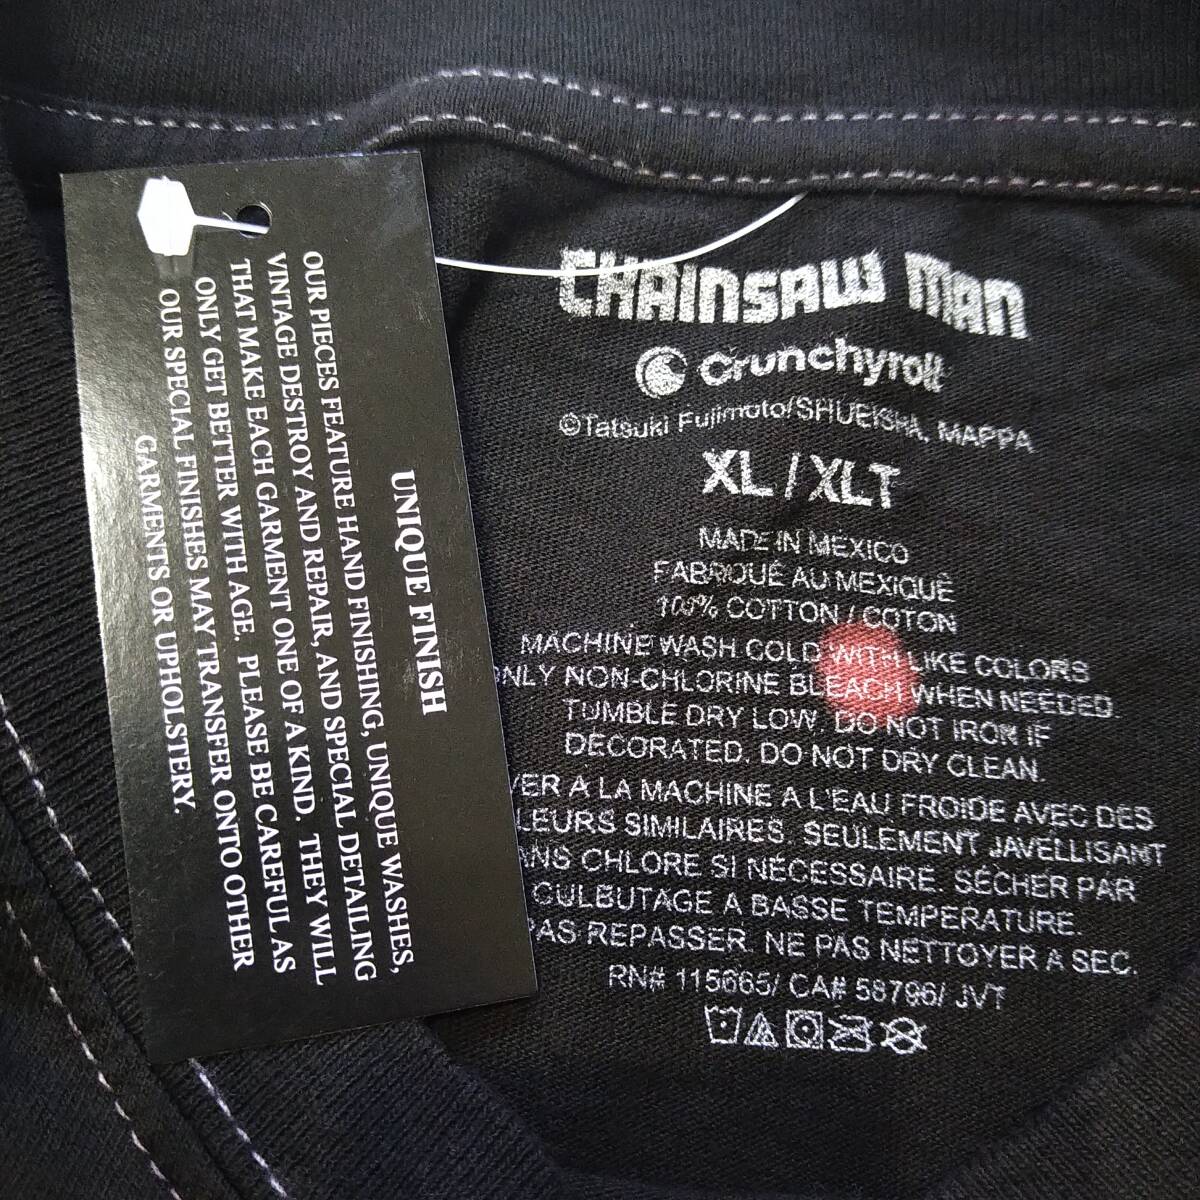 UNIQUE FINISH
OUR PIECES FEATURE HAND FINISHING, UNIQUE WASHES,
VINTAGE DESTROY AND REPAIR, AND SPECIAL DETAILING
THAT MAKE EACH GARMENT ONE OF A KIND. THEY WILL
ONLY GET BETTER WITH AGE. PLEASE BE CAREFUL AS
OUR SPECIAL FINISHES MAY TRANSFER ONTO OTHER
GARMENTS OR UPHOLSTERY.
CHAINSAW MAN
Crunchyroll
©Tatsuki Fujimoto/SHUEISHA, MAPPA
XL / XLT
MADE IN MEXICO
FABRIQUÉ AU MEXIQUE
100% COTTON / COTON
MACHINE WASH COLD WITH LIKE COLORS
NLY NON-CHLORINE BLEACH WHEN NEEDED.
TUMBLE DRY LOW. DO NOT IRON IF
DECORATED. DO NOT DRY CLEAN.
VER A LA MACHINE A L'EAU FROIDE AVEC DES
LEURS SIMILAIRES. SEULEMENT JAVELLISANT
ANS CHLORE SI NÉCESSAIRE. SÉCHER PAR
CULBUTAGE A BASSE TEMPERATURE.
PAS REPASSER. NE PAS NETTOYER A SEC.
RN# 115665/ CA# 58796/ JVT